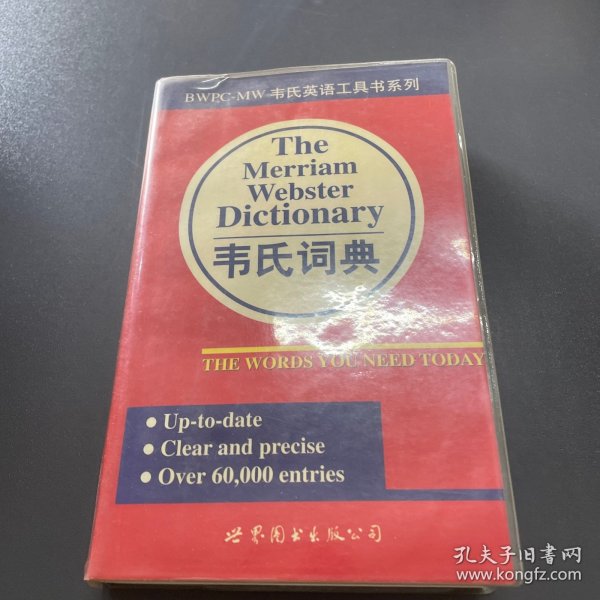 BWPC-MW 韦氏英语工具书系列
The
Merriam
Webster
Dictionary
韦氏词典
THE WORDS YOU NEED TODAY
• Up-to-date
• Clear and precise
• Over 60,000 entries
世界图书出版公司
孔夫子旧书网
www.kongfz.com